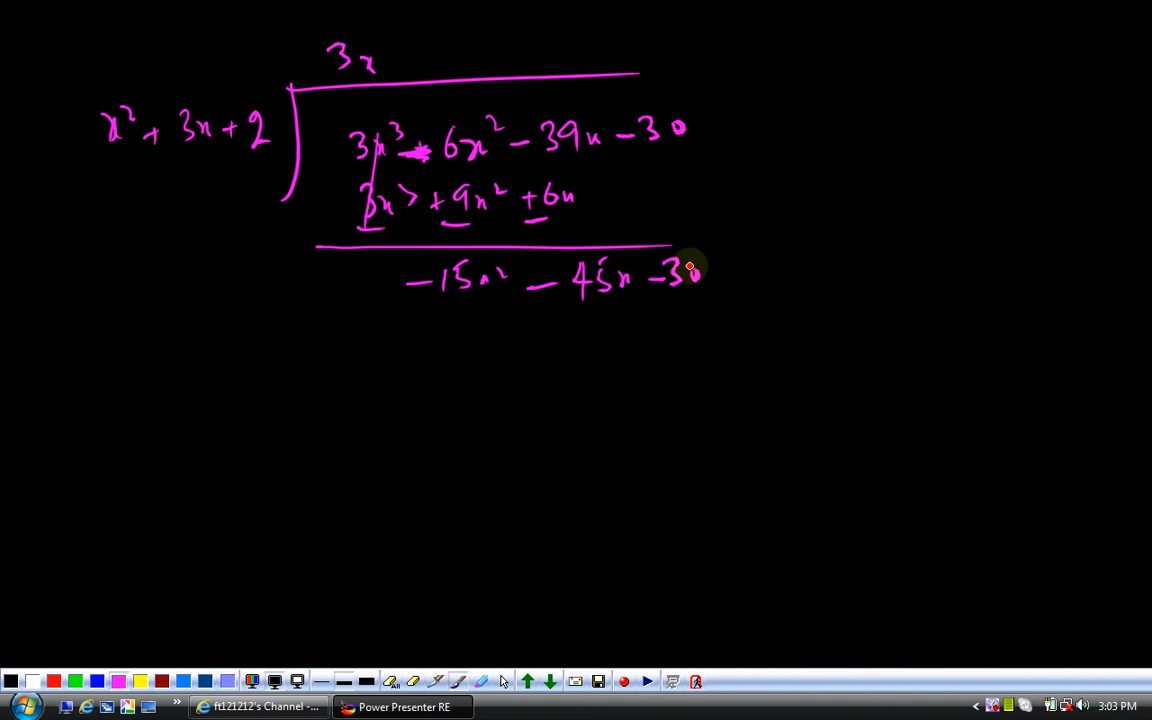 3x
x² + 3x + 2
3x³ - 6x² - 39x - 30
3x³ + 9x² + 6x
- 15x² - 45x - 30
ft121212's Channel -...
Power Presenter RE
3:03 PM